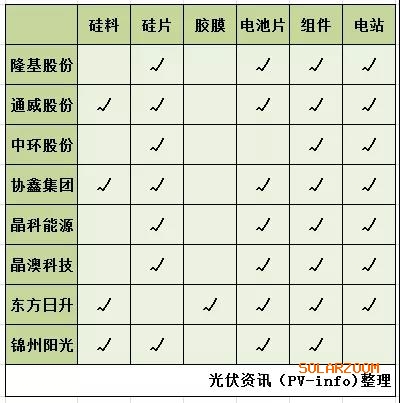 硅料 硅片 胶膜 电池片 组件 电站
隆基股份 ✓ ✓ ✓ ✓
通威股份 ✓ ✓ ✓ ✓ ✓
中环股份 ✓ ✓ ✓
协鑫集团 ✓ ✓ ✓ ✓ ✓
晶科能源 ✓ ✓ ✓ ✓
晶澳科技 ✓ ✓ ✓ ✓
东方日升 ✓ ✓ ✓ ✓ ✓
锦州阳光 ✓ ✓ ✓ ✓
SOLARZOOM
光伏资讯（PV-info)整理